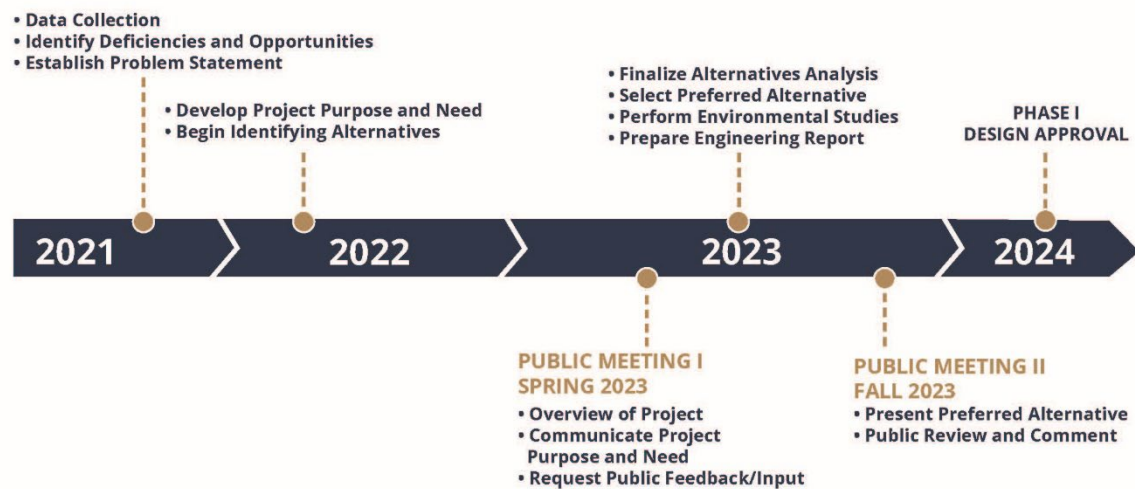 • Data Collection
• Identify Deficiencies and Opportunities
• Establish Problem Statement
• Develop Project Purpose and Need
• Begin Identifying Alternatives
• Finalize Alternatives Analysis
• Select Preferred Alternative
• Perform Environmental Studies
• Prepare Engineering Report
PHASE I
DESIGN APPROVAL
2021
2022
2023
2024
PUBLIC MEETING I
SPRING 2023
• Overview of Project
• Communicate Project
Purpose and Need
• Request Public Feedback/Input
PUBLIC MEETING II
FALL 2023
• Present Preferred Alternative
• Public Review and Comment